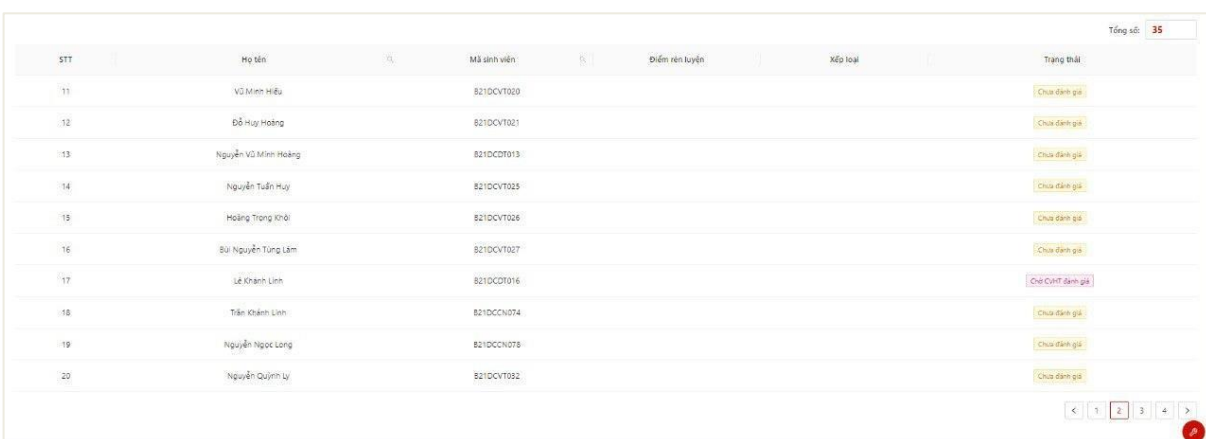 Tổng số: 35
STT Họ tên Mã sinh viên Điểm rèn luyện Xếp loại Trạng thái
11 Vũ Minh Hiếu B21DCVT020 Chưa đánh giá
12 Đỗ Huy Hoàng B21DCVT021 Chưa đánh giá
13 Nguyễn Vũ Minh Hoàng B21DCDT013 Chưa đánh giá
14 Nguyễn Tuấn Huy B21DCVT025 Chưa đánh giá
15 Hoàng Trọng Khôi B21DCVT026 Chưa đánh giá
16 Bùi Nguyễn Tùng Lâm B21DCVT027 Chưa đánh giá
17 Lê Khánh Linh B21DCDT016 Chờ CVHT đánh giá
18 Trần Khánh Linh B21DCCN074 Chưa đánh giá
19 Nguyễn Ngọc Long B21DCCN078 Chưa đánh giá
20 Nguyễn Quỳnh Ly B21DCVT032 Chưa đánh giá
< 1 2 3 4 >